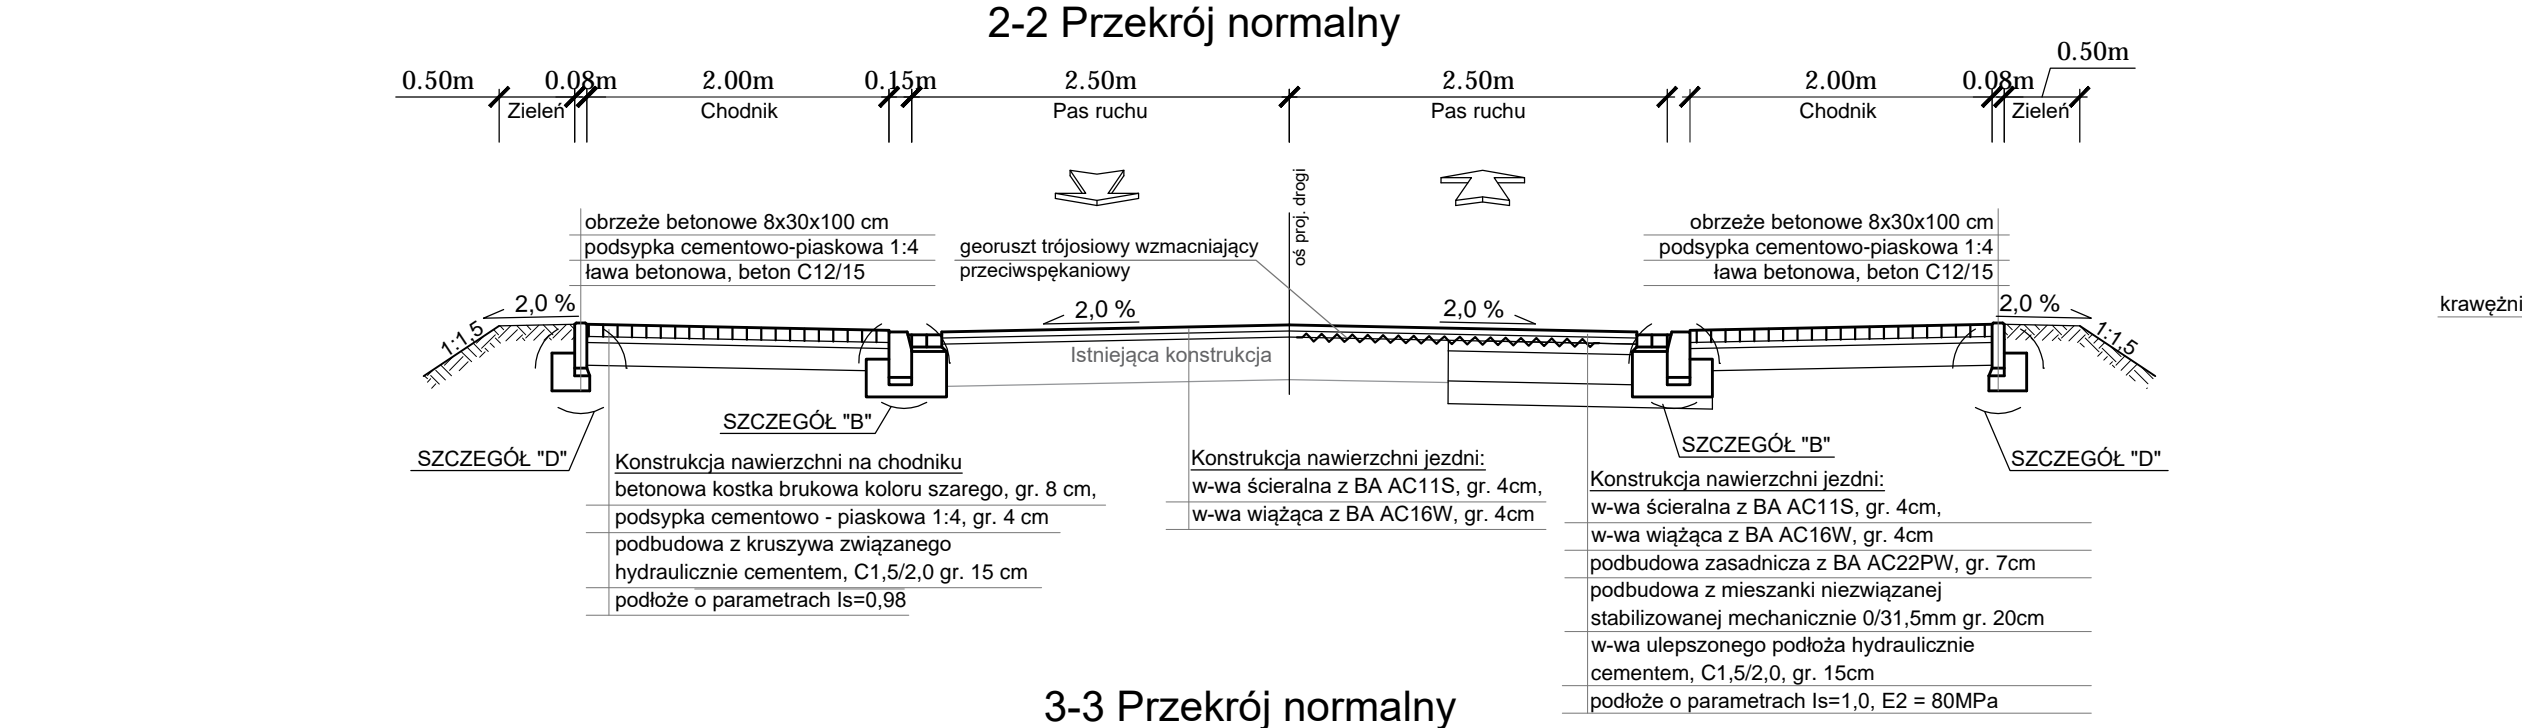 2-2 Przekrój normalny
0.50m
0.50m 0.08m 2.00m 0.15m 2.50m 2.50m 2.00m 0.08m
Zieleń Chodnik Pas ruchu Pas ruchu Chodnik Zieleń
oś proj. drogi
obrzeże betonowe 8x30x100 cm
podsypka cementowo-piaskowa 1:4
ława betonowa, beton C12/15
georuszt trójosiowy wzmacniający
przeciwspękaniowy
obrzeże betonowe 8x30x100 cm
podsypka cementowo-piaskowa 1:4
ława betonowa, beton C12/15
krawężni
2,0 % 2,0 % 2,0 % 2,0 %
1:1,5 1:1,5
Istniejąca konstrukcja
SZCZEGÓŁ "B"
SZCZEGÓŁ "D"
SZCZEGÓŁ "B"
SZCZEGÓŁ "D"
Konstrukcja nawierzchni na chodniku
betonowa kostka brukowa koloru szarego, gr. 8 cm,
podsypka cementowo - piaskowa 1:4, gr. 4 cm
podbudowa z kruszywa związanego
hydraulicznie cementem, C1,5/2,0 gr. 15 cm
podłoże o parametrach Is=0,98
Konstrukcja nawierzchni jezdni:
w-wa ścieralna z BA AC11S, gr. 4cm,
w-wa wiążąca z BA AC16W, gr. 4cm
Konstrukcja nawierzchni jezdni:
w-wa ścieralna z BA AC11S, gr. 4cm,
w-wa wiążąca z BA AC16W, gr. 4cm
podbudowa zasadnicza z BA AC22PW, gr. 7cm
podbudowa z mieszanki niezwiązanej
stabilizowanej mechanicznie 0/31,5mm gr. 20cm
w-wa ulepszonego podłoża hydraulicznie
cementem, C1,5/2,0, gr. 15cm
podłoże o parametrach Is=1,0, E2 = 80MPa
3-3 Przekrój normalny